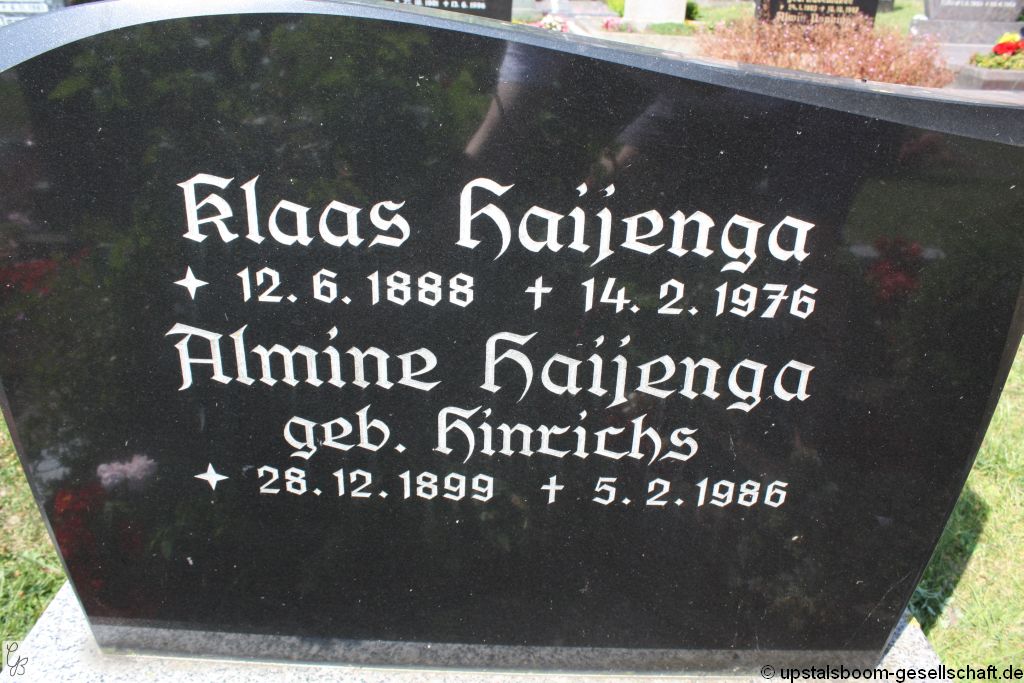 Klaas Haijenga
✦ 12.6.1888 † 14.2.1976
Almine Haijenga
geb. Hinrichs
✦ 28.12.1899 † 5.2.1986
© upstalsboom-gesellschaft.de